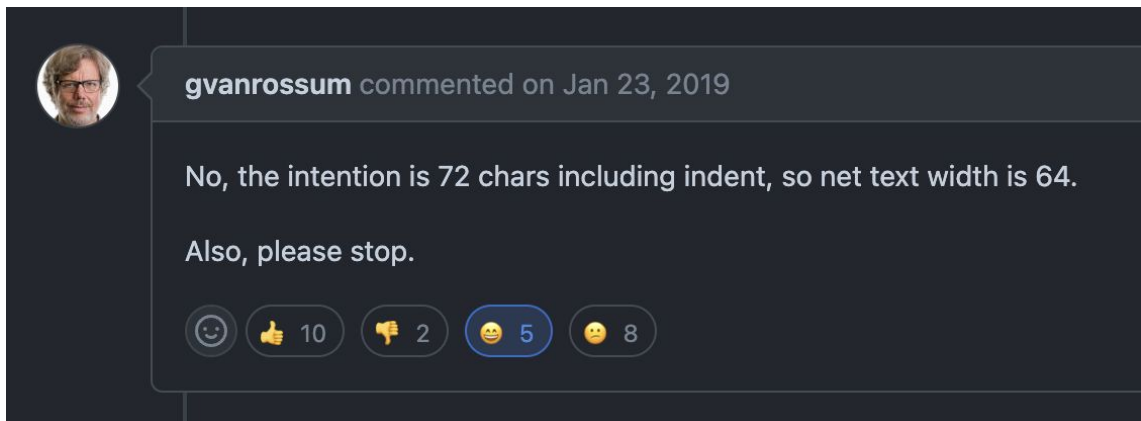 gvanrossum commented on Jan 23, 2019
No, the intention is 72 chars including indent, so net text width is 64.
Also, please stop.
👍 10 👎 2 😄 5 😕 8